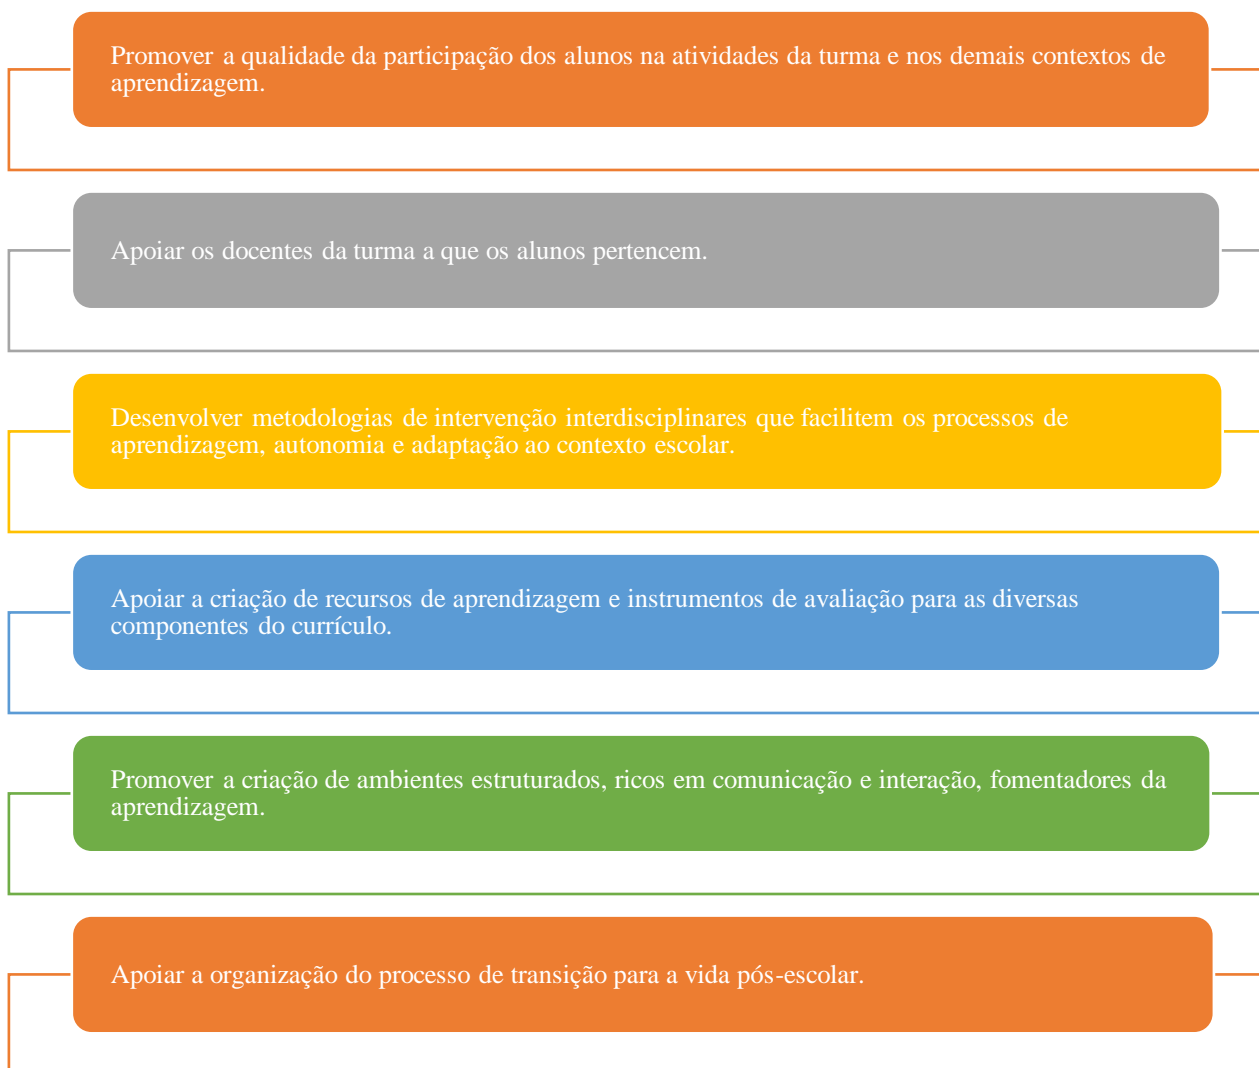 Promover a qualidade da participação dos alunos na atividades da turma e nos demais contextos de
aprendizagem.
Apoiar os docentes da turma a que os alunos pertencem.
Desenvolver metodologias de intervenção interdisciplinares que facilitem os processos de
aprendizagem, autonomia e adaptação ao contexto escolar.
Apoiar a criação de recursos de aprendizagem e instrumentos de avaliação para as diversas
componentes do currículo.
Promover a criação de ambientes estruturados, ricos em comunicação e interação, fomentadores da
aprendizagem.
Apoiar a organização do processo de transição para a vida pós-escolar.